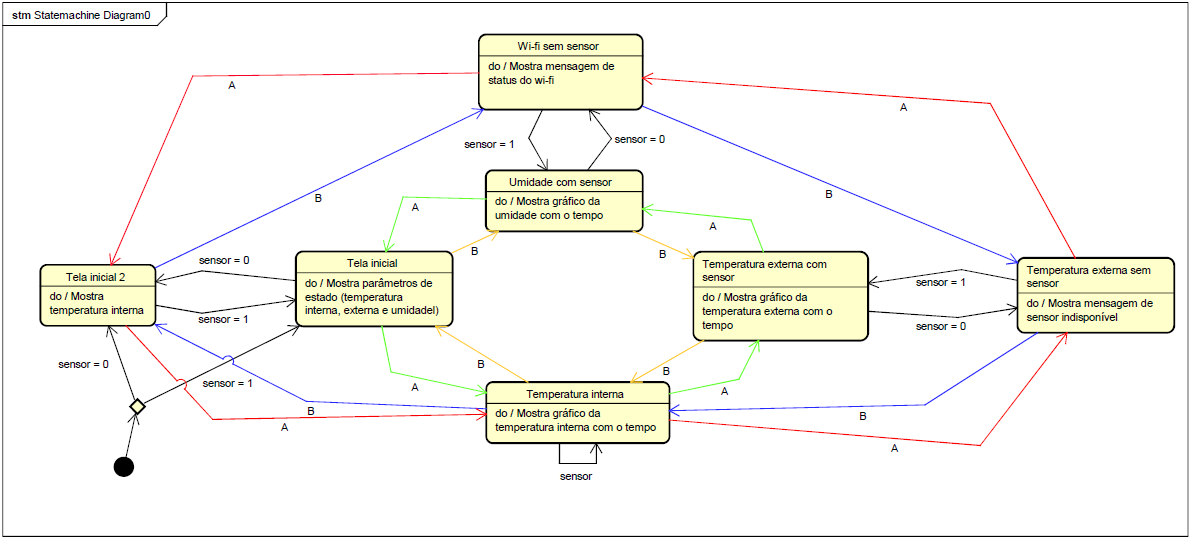 stm Statemachine Diagram0
Wi-fi sem sensor
do / Mostra mensagem de
status do wi-fi
A
A
sensor = 1
sensor = 0
Umidade com sensor
do / Mostra gráfico da
umidade com o tempo
B
B
A
A
B
B
Tela inicial 2
do / Mostra
temperatura interna
sensor = 0
sensor = 1
Tela inicial
do / Mostra parâmetros de
estado (temperatura
interna, externa e umidadel)
Temperatura externa com
sensor
do / Mostra gráfico da
temperatura externa com o
tempo
sensor = 1
sensor = 0
Temperatura externa sem
sensor
do / Mostra mensagem de
sensor indisponível
sensor = 0
sensor = 1
B
B
A
A
Temperatura interna
do / Mostra gráfico da
temperatura interna com o tempo
B
A
B
A
sensor